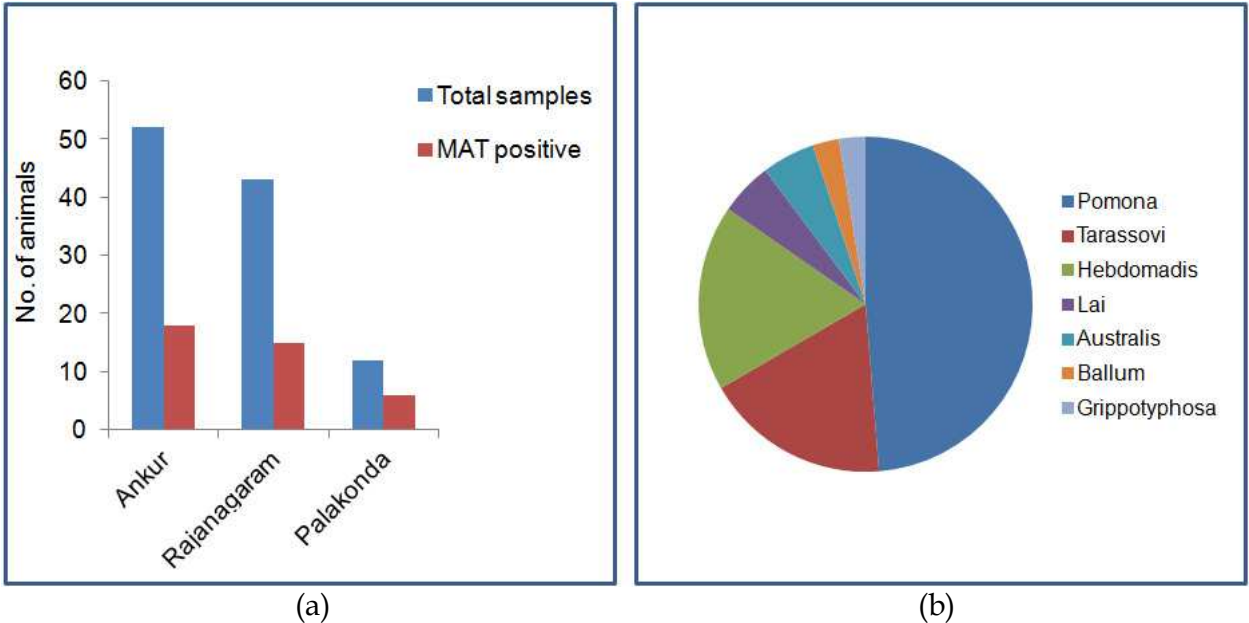 60
50
40
30
20
10
0
No. of animals
Total samples
MAT positive
Ankur
Rajanagaram
Palakonda
(a)
Pomona
Tarassovi
Hebdomadis
Lai
Australis
Ballum
Grippotyphosa
(b)